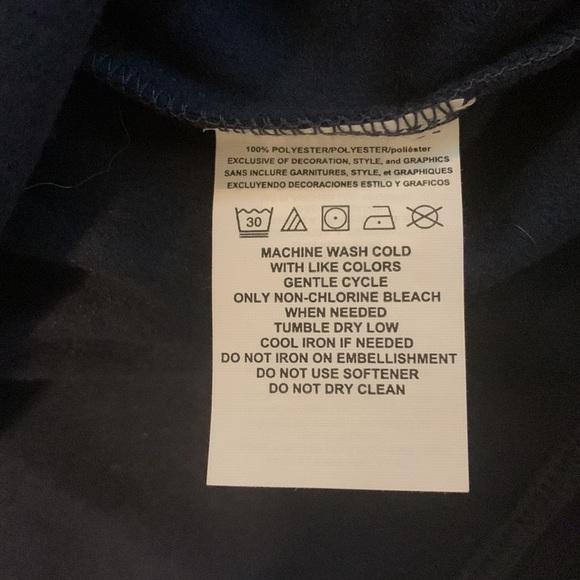 100% POLYESTER/POLYESTER/poliéster
EXCLUSIVE OF DECORATION, STYLE, and GRAPHICS
SANS INCLURE GARNITURES, STYLE, et GRAPHIQUES
EXCLUYENDO DECORACIONES ESTILO Y GRAFICOS
30
MACHINE WASH COLD
WITH LIKE COLORS
GENTLE CYCLE
ONLY NON-CHLORINE BLEACH
WHEN NEEDED
TUMBLE DRY LOW
COOL IRON IF NEEDED
DO NOT IRON ON EMBELLISHMENT
DO NOT USE SOFTENER
DO NOT DRY CLEAN